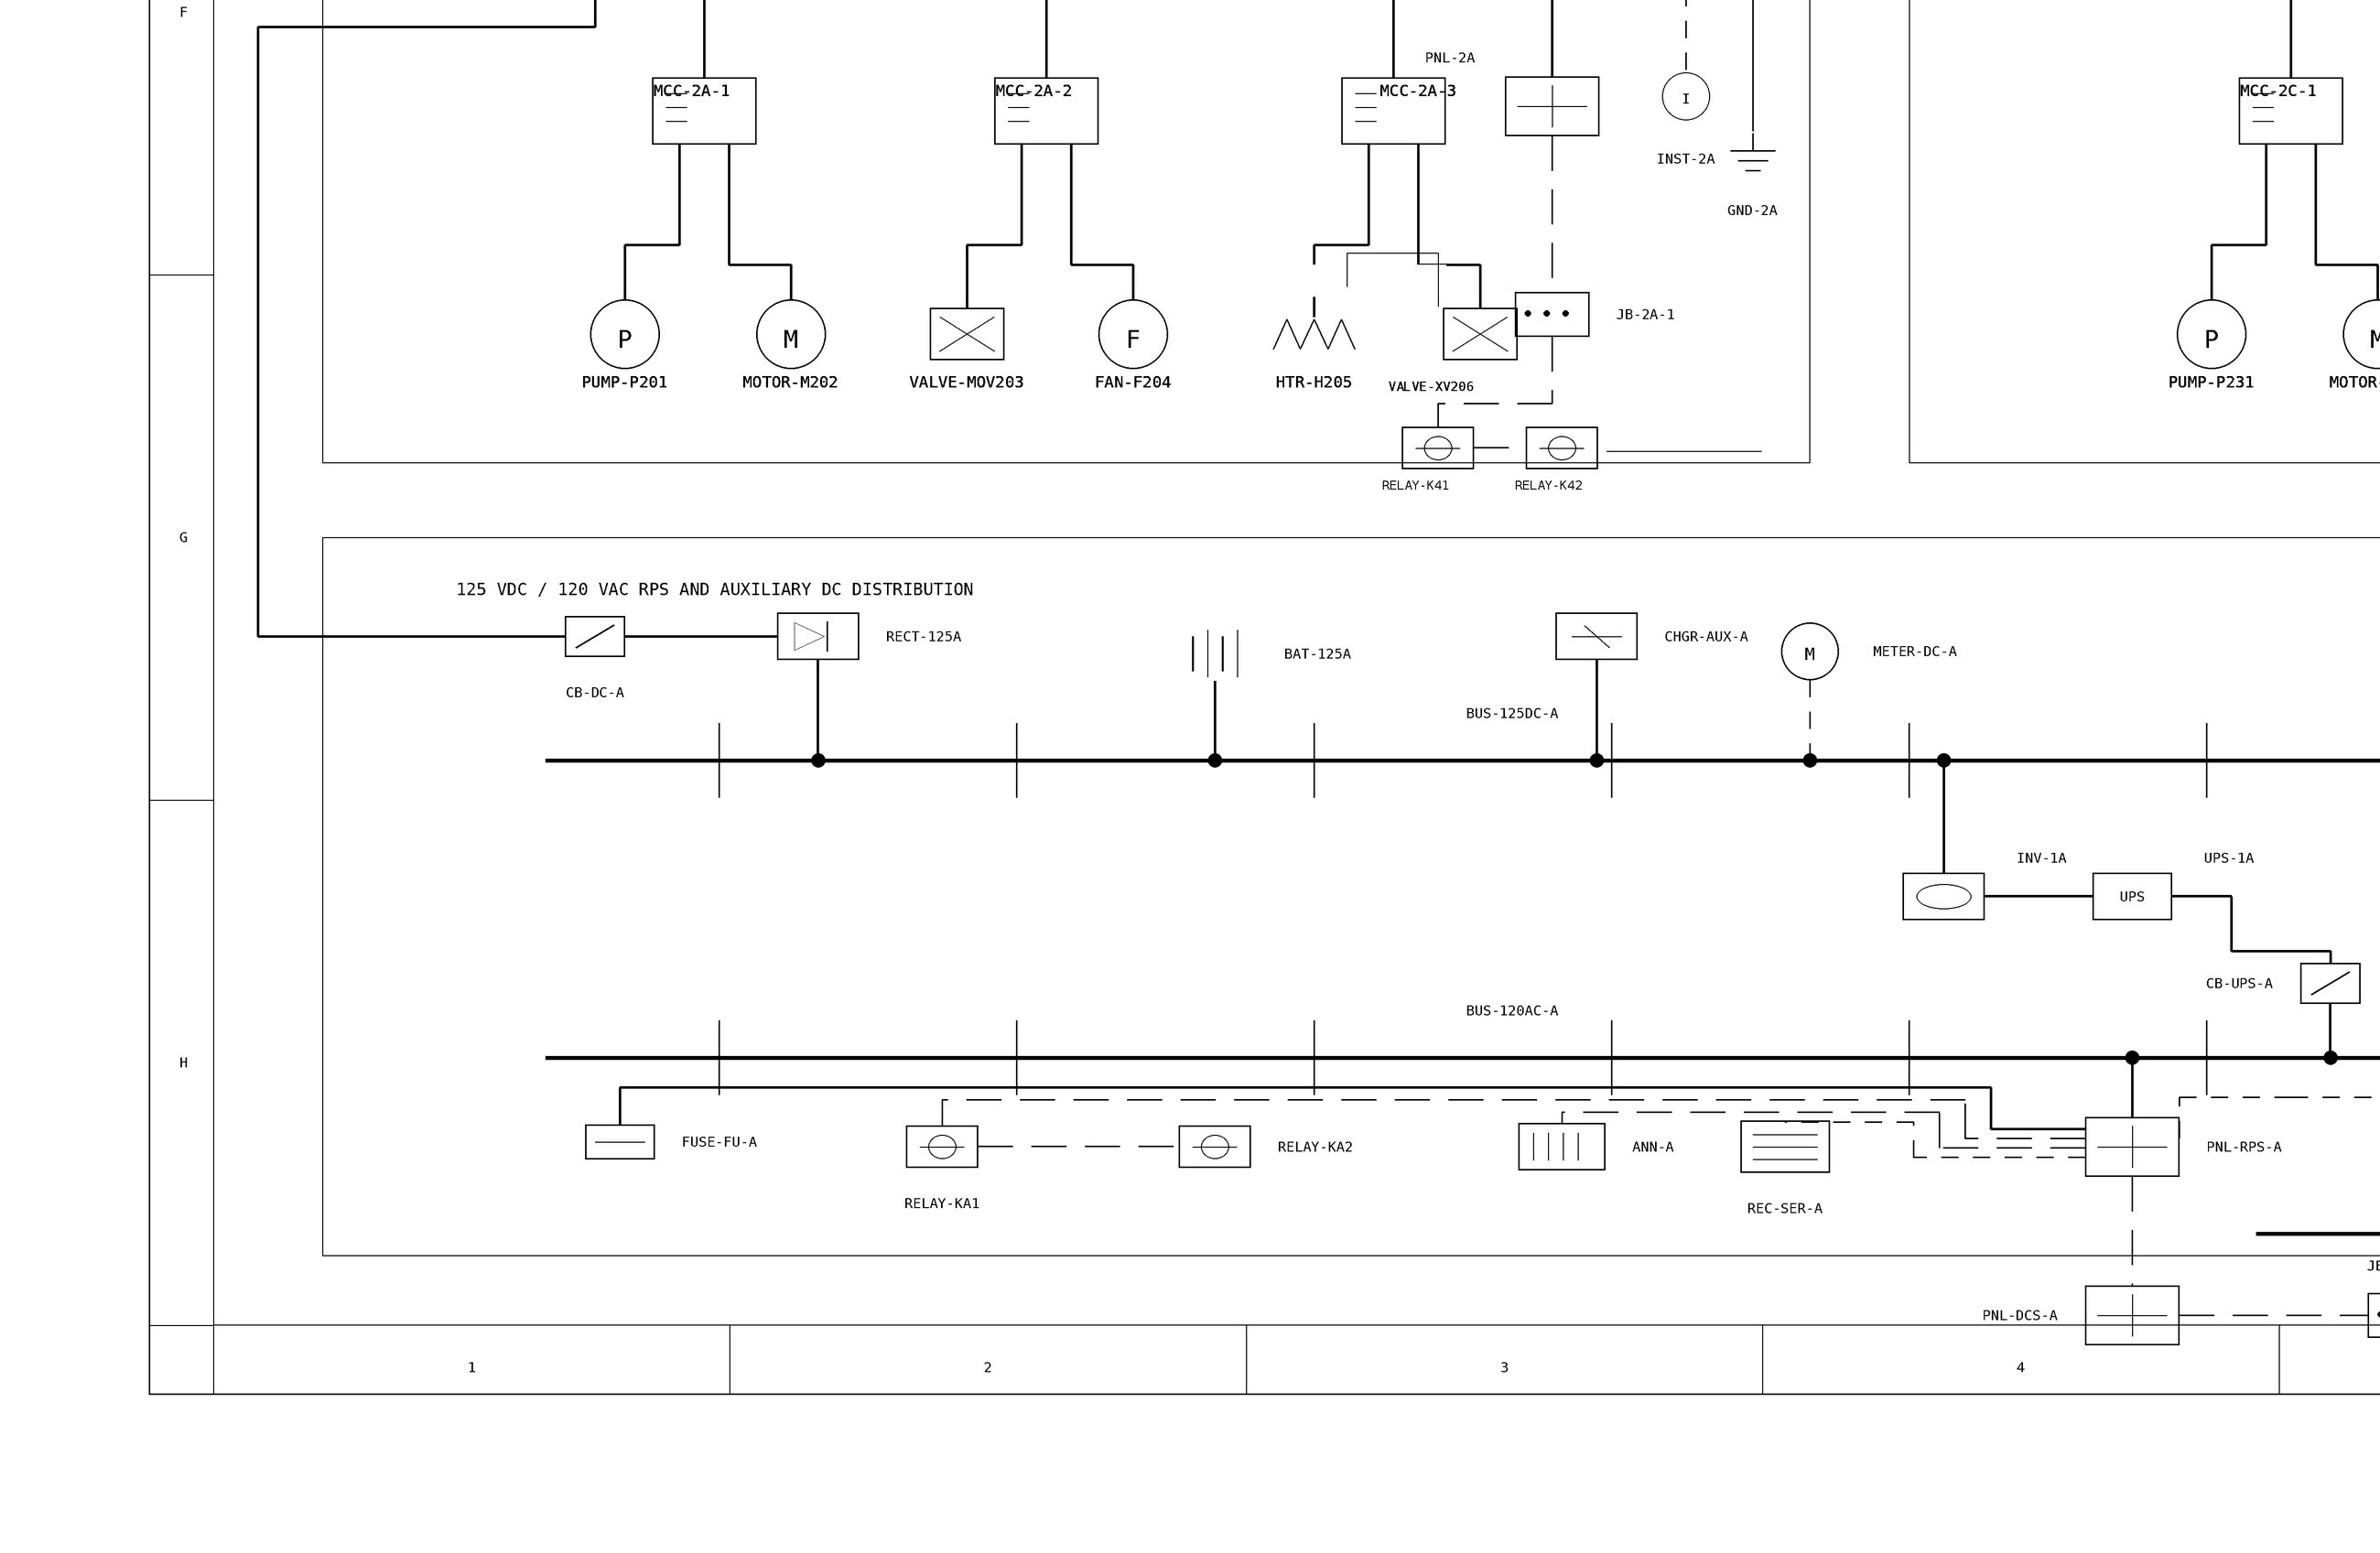 F
PNL-2A
MCC-2A-1
MCC-2A-2
MCC-2A-3
I
MCC-2C-1
INST-2A
GND-2A
JB-2A-1
P
M
F
P
PUMP-P201
MOTOR-M202
VALVE-MOV203
FAN-F204
HTR-H205
VALVE-XV206
PUMP-P231
RELAY-K41
RELAY-K42
G
125 VDC / 120 VAC RPS AND AUXILIARY DC DISTRIBUTION
RECT-125A
BAT-125A
CHGR-AUX-A
M
METER-DC-A
CB-DC-A
BUS-125DC-A
INV-1A
UPS-1A
UPS
CB-UPS-A
BUS-120AC-A
H
FUSE-FU-A
RELAY-KA2
ANN-A
PNL-RPS-A
RELAY-KA1
REC-SER-A
PNL-DCS-A
1
2
3
4